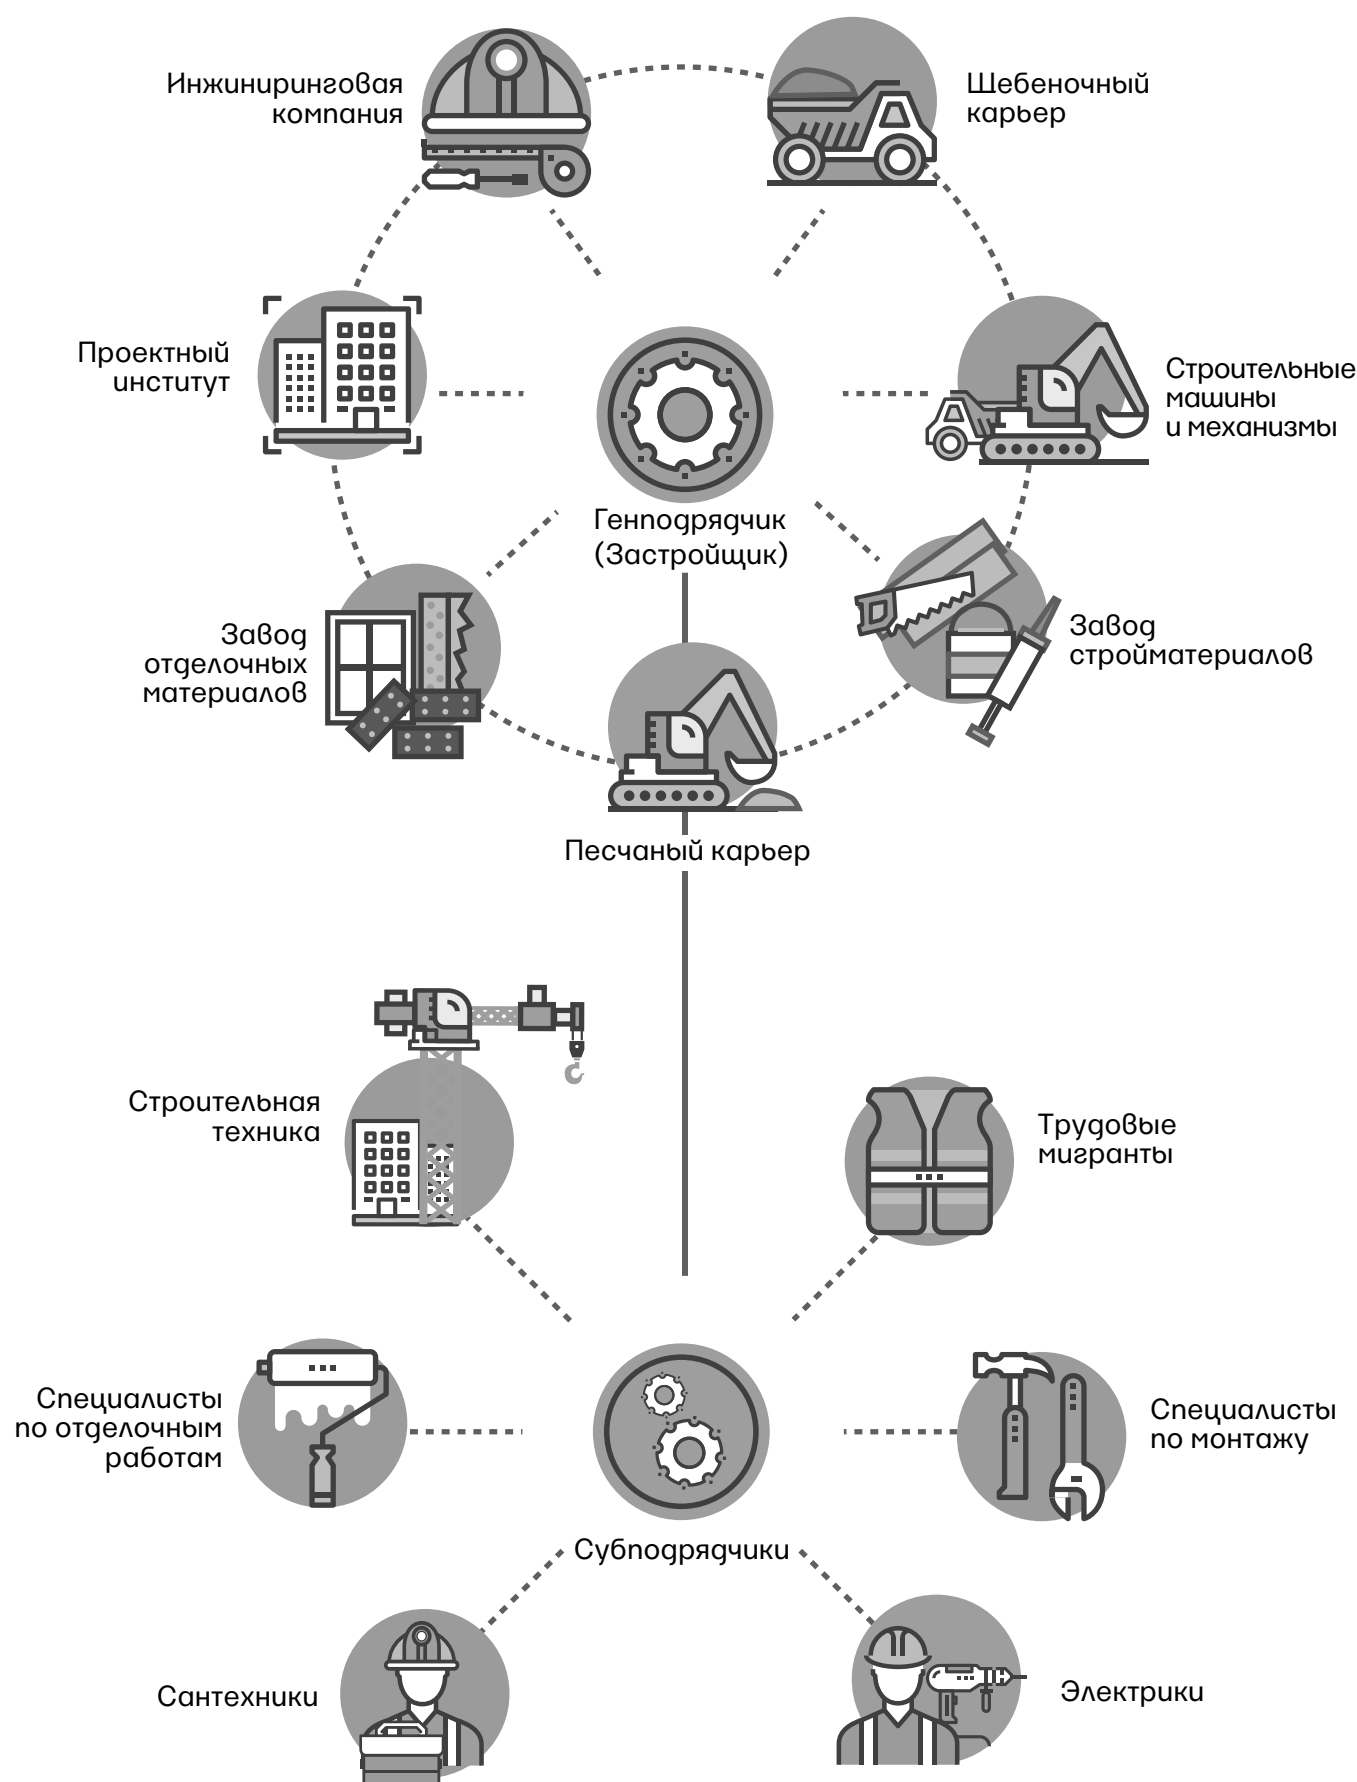 Инжиниринговая
компания
Щебеночный
карьер
Проектный
институт
Строительные
машины
и механизмы
Генподрядчик
(Застройщик)
Завод
отделочных
материалов
Завод
стройматериалов
Песчаный карьер
Строительная
техника
Трудовые
мигранты
Специалисты
по отделочным
работам
Специалисты
по монтажу
Субподрядчики
Сантехники
Электрики